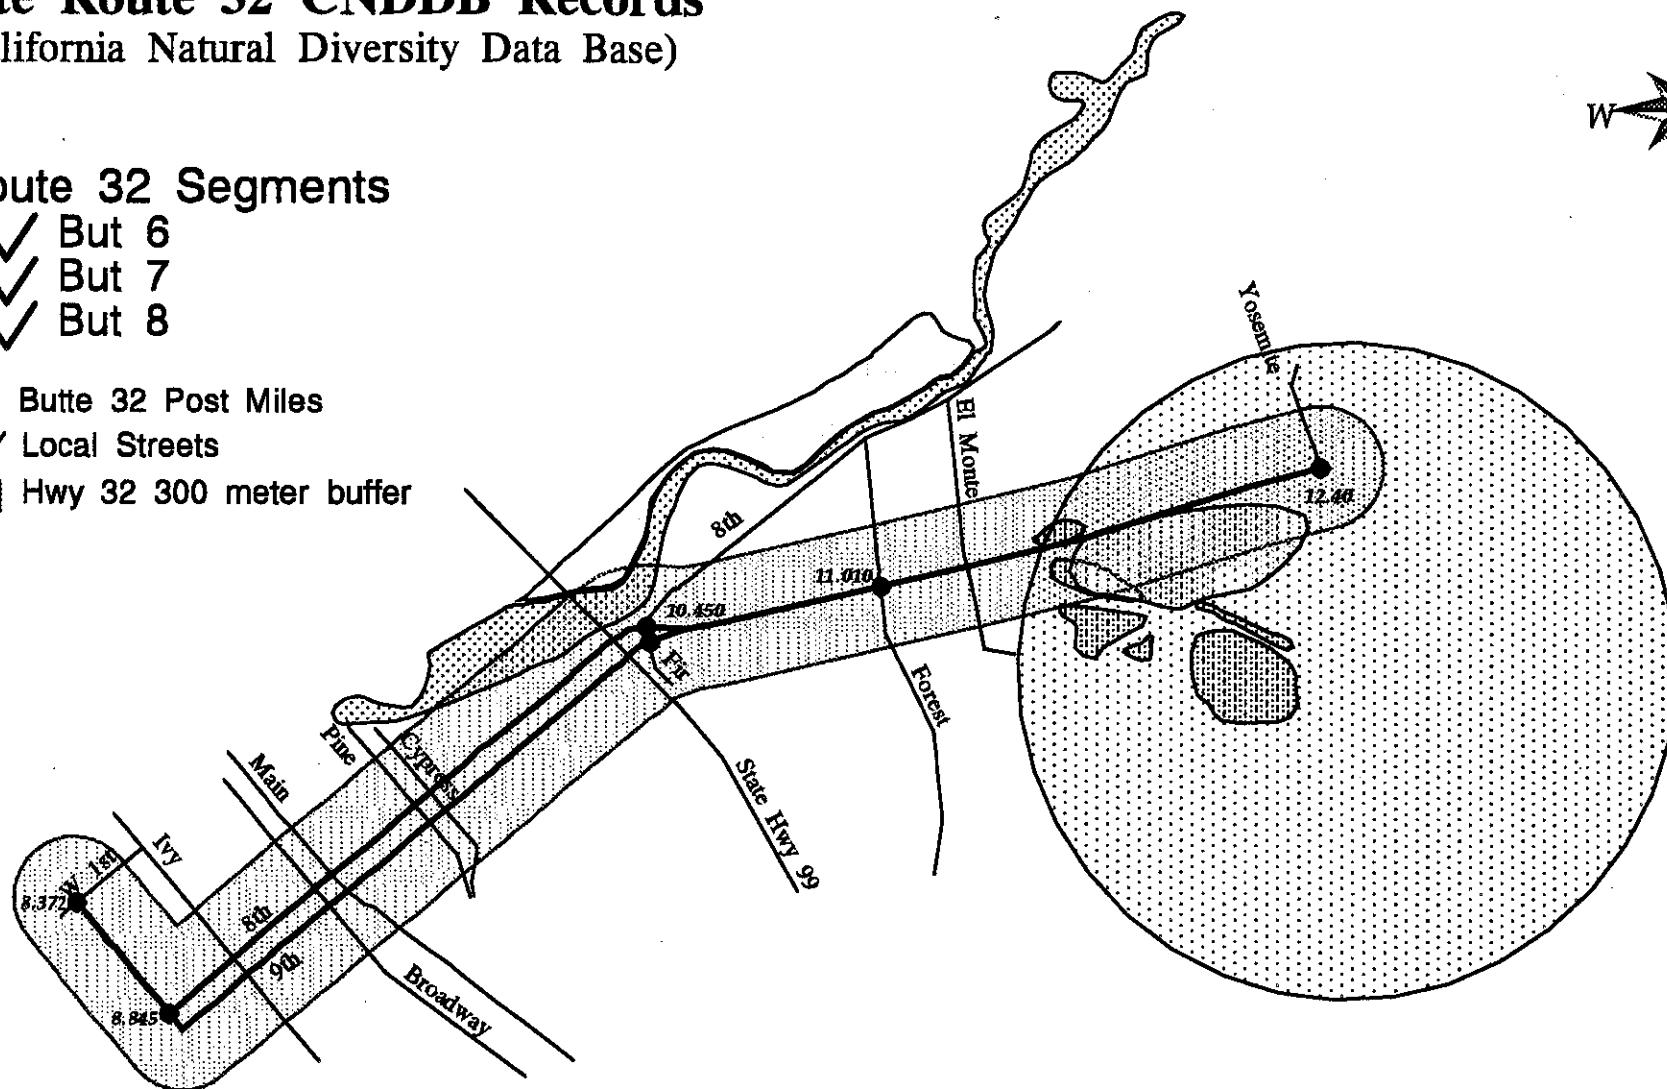 te Route 32 CNDDB Records
lifornia Natural Diversity Data Base)
W
oute 32 Segments
But 6
But 7
But 8
Butte 32 Post Miles
Local Streets
Hwy 32 300 meter buffer
Yosemite
El Monte
12.40
8th
11.010
10.450
Fir
Forest
Pine
Cypress
State Hwy 99
Main
Ivy
W 1st
8.372
8th
9th
Broadway
8.845